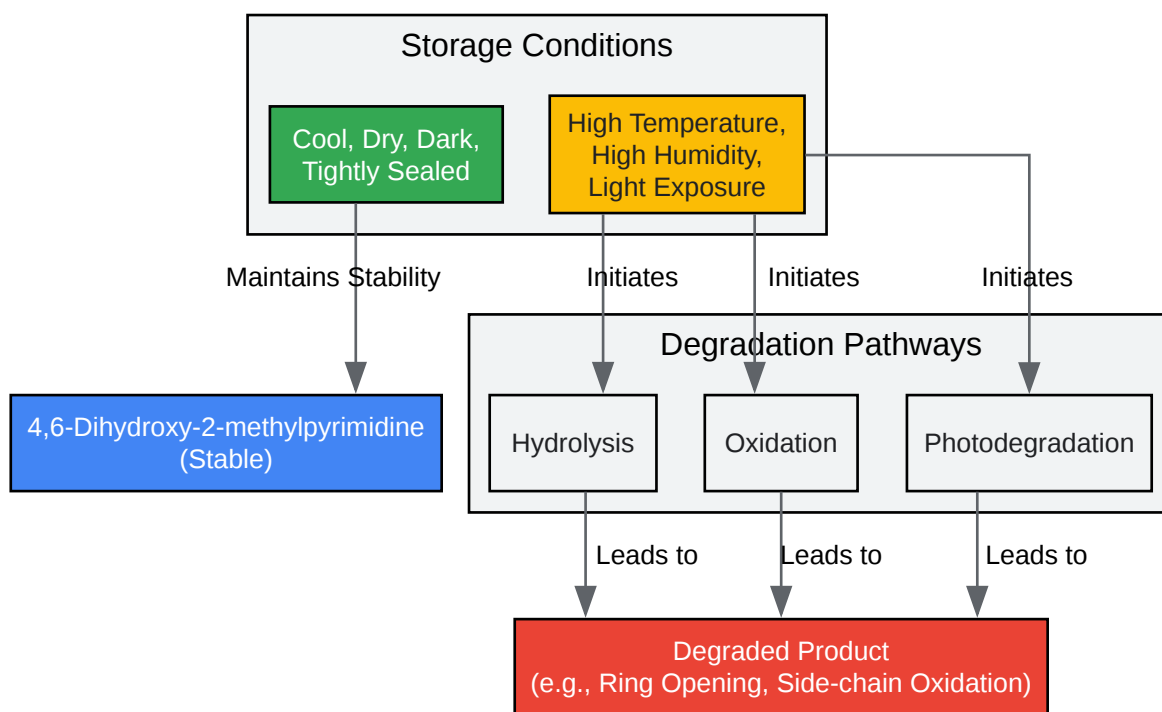 Storage Conditions
Cool, Dry, Dark,
Tightly Sealed
High Temperature,
High Humidity,
Light Exposure
Maintains Stability
Initiates
Initiates
Initiates
Degradation Pathways
4,6-Dihydroxy-2-methylpyrimidine
(Stable)
Hydrolysis
Oxidation
Photodegradation
Leads to
Leads to
Leads to
Degraded Product
(e.g., Ring Opening, Side-chain Oxidation)